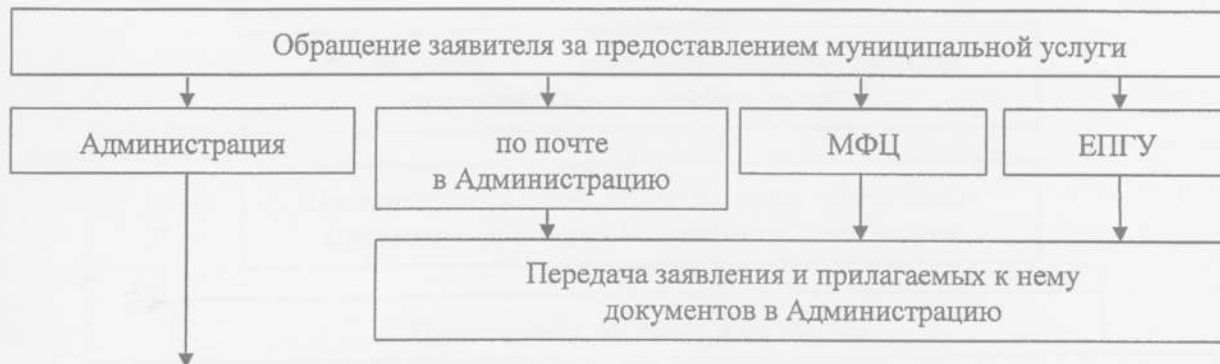 Обращение заявителя за предоставлением муниципальной услуги
Администрация
по почте
в Администрацию
МФЦ
ЕПГУ
Передача заявления и прилагаемых к нему
документов в Администрацию